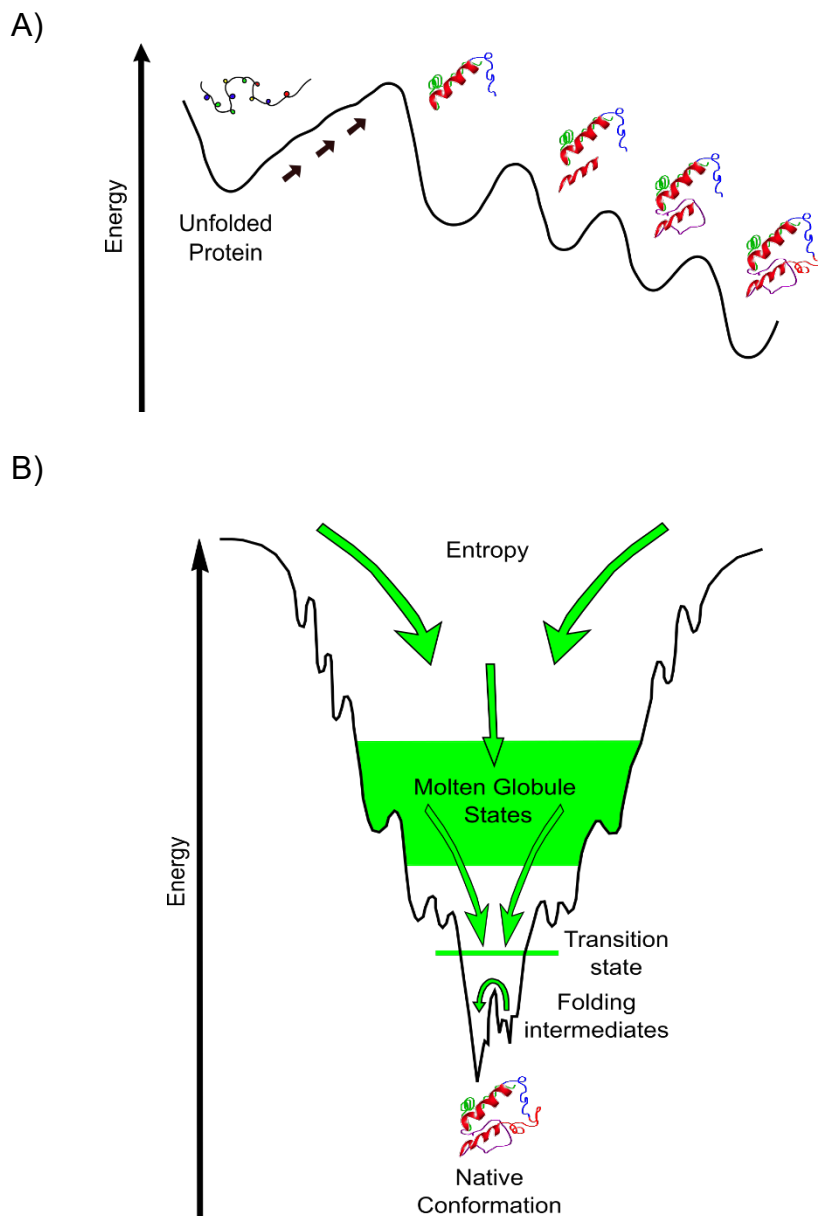 A)
Energy
Unfolded
Protein
B)
Energy
Entropy
Molten Globule
States
Transition
state
Folding
intermediates
Native
Conformation